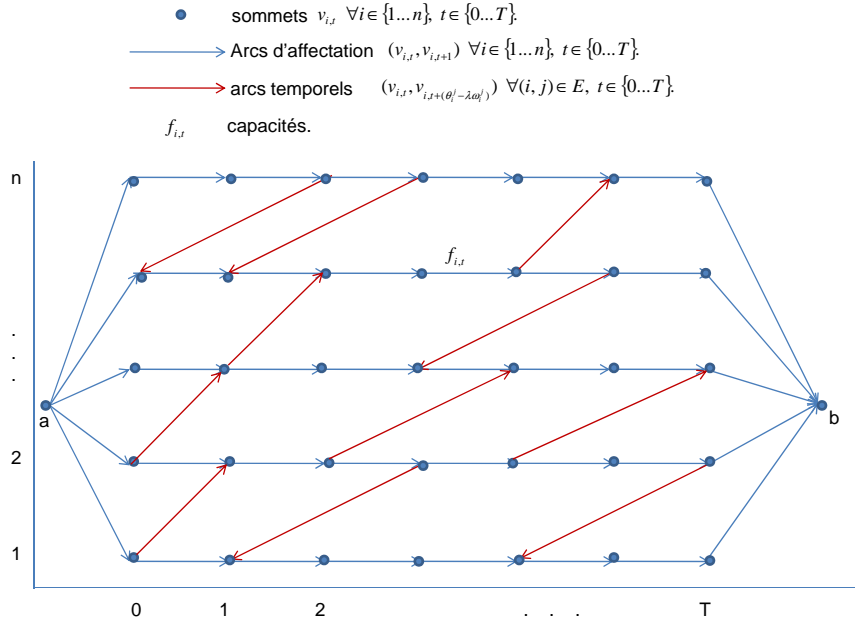 sommets v_{i,t} ∀i∈{1...n}, t∈{0...T}.
Arcs d'affectation (v_{i,t}, v_{i,t+1}) ∀i∈{1...n}, t∈{0...T}.
arcs temporels (v_{i,t}, v_{i,t+(θ_i^j−λω_i^j)}) ∀(i, j)∈E, t∈{0...T}.
f_{i,t} capacités.
n
f_{i,t}
.
.
.
a
b
2
1
0 1 2 . . . T